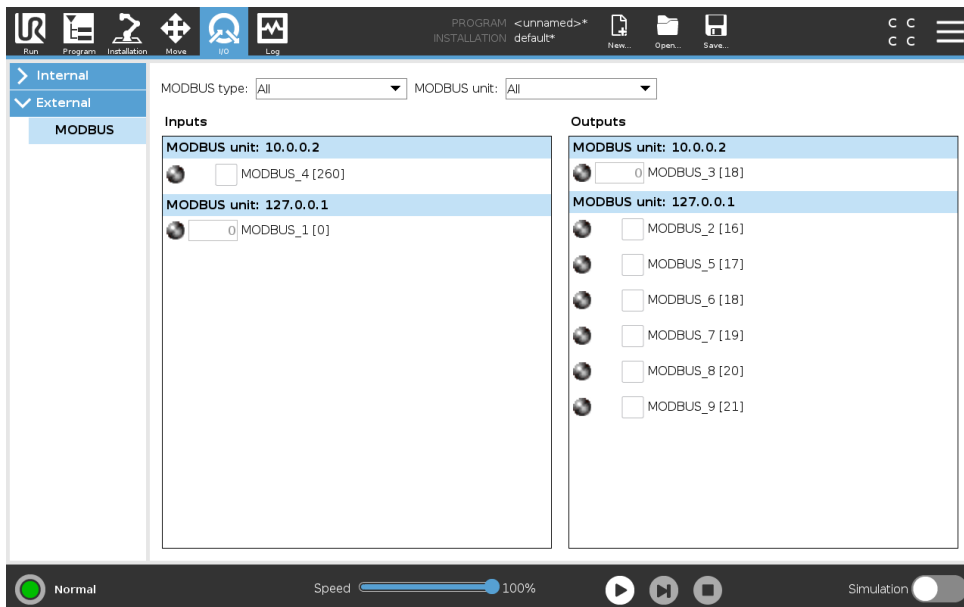 UR
Run
Program
Installation
Move
I/O
Log
PROGRAM <unnamed>*
INSTALLATION default*
New...
Open...
Save...
C C
C C
Internal
External
MODBUS
MODBUS type: All
MODBUS unit: All
Inputs
MODBUS unit: 10.0.0.2
MODBUS_4 [260]
MODBUS unit: 127.0.0.1
0 MODBUS_1 [0]
Outputs
MODBUS unit: 10.0.0.2
0 MODBUS_3 [18]
MODBUS unit: 127.0.0.1
MODBUS_2 [16]
MODBUS_5 [17]
MODBUS_6 [18]
MODBUS_7 [19]
MODBUS_8 [20]
MODBUS_9 [21]
Normal
Speed 100%
Simulation